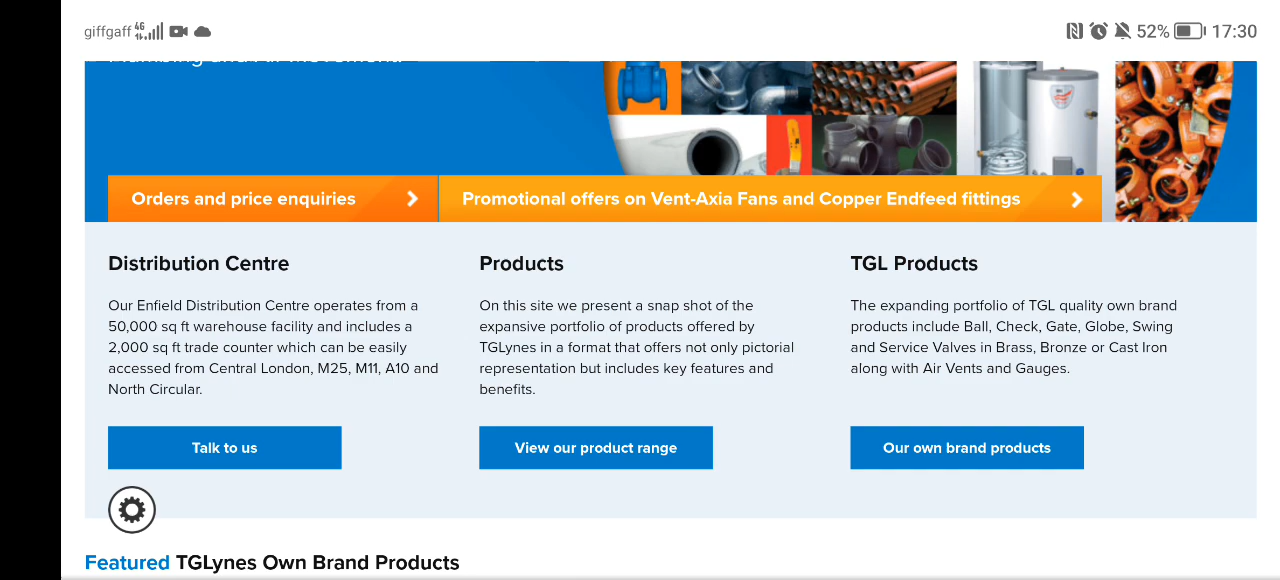 giffgaff 4G 52% 17:30
Orders and price enquiries
Promotional offers on Vent-Axia Fans and Copper Endfeed fittings
Distribution Centre
Our Enfield Distribution Centre operates from a
50,000 sq ft warehouse facility and includes a
2,000 sq ft trade counter which can be easily
accessed from Central London, M25, M11, A10 and
North Circular.
Talk to us
Products
On this site we present a snap shot of the
expansive portfolio of products offered by
TGLynes in a format that offers not only pictorial
representation but includes key features and
benefits.
View our product range
TGL Products
The expanding portfolio of TGL quality own brand
products include Ball, Check, Gate, Globe, Swing
and Service Valves in Brass, Bronze or Cast Iron
along with Air Vents and Gauges.
Our own brand products
Featured TGLynes Own Brand Products